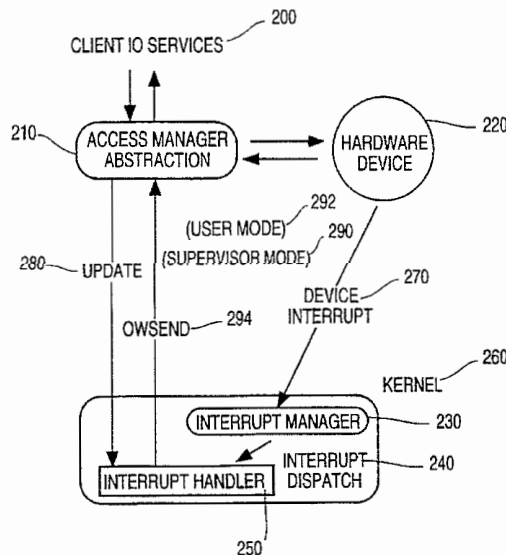 200
CLIENT IO SERVICES
210
ACCESS MANAGER
ABSTRACTION
HARDWARE
DEVICE
220
292
(USER MODE)
290
(SUPERVISOR MODE)
280
UPDATE
270
DEVICE
INTERRUPT
OWSEND
294
KERNEL
260
INTERRUPT MANAGER
230
INTERRUPT
DISPATCH
240
INTERRUPT HANDLER
250